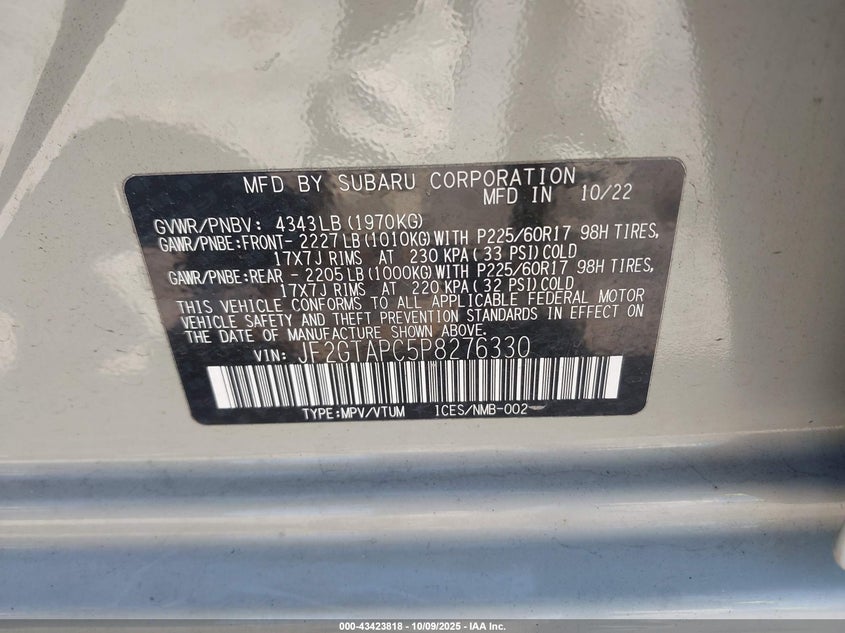 MFD BY SUBARU CORPORATION
MFD IN 10/22
GVWR/PNBV: 4343LB (1970KG)
GAWR/PNBE:FRONT- 2227 LB (1010KG) WITH P225/60R17 98H TIRES,
17X7J RIMS AT 230 KPA (33 PSI) COLD
GAWR/PNBE:REAR - 2205 LB (1000KG) WITH P225/60R17 98H TIRES,
17X7J RIMS AT 220 KPA (32 PSI) COLD
THIS VEHICLE CONFORMS TO ALL APPLICABLE FEDERAL MOTOR
VEHICLE SAFETY AND THEFT PREVENTION STANDARDS IN EFFECT ON
THE DATE OF MANUFACTURE SHOWN ABOVE.
VIN: JF2GTAPC5P8276330
TYPE:MPV/VTUM ICES/NMB-002
000-43423818 - 10/09/2025 - IAA Inc.